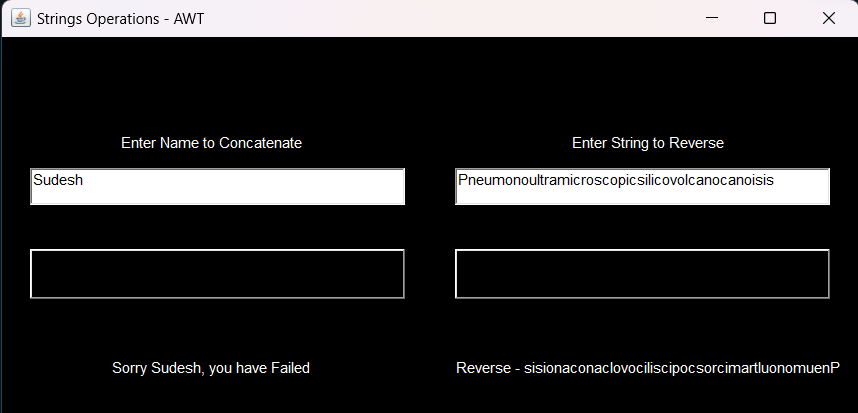 Strings Operations - AWT
Enter Name to Concatenate
Enter String to Reverse
Sudesh
Pneumonoultramicroscopicsilicovolcanocanoisis
Sorry Sudesh, you have Failed
Reverse - sisionaconaclovociliscipocsorcimartluonomuenP